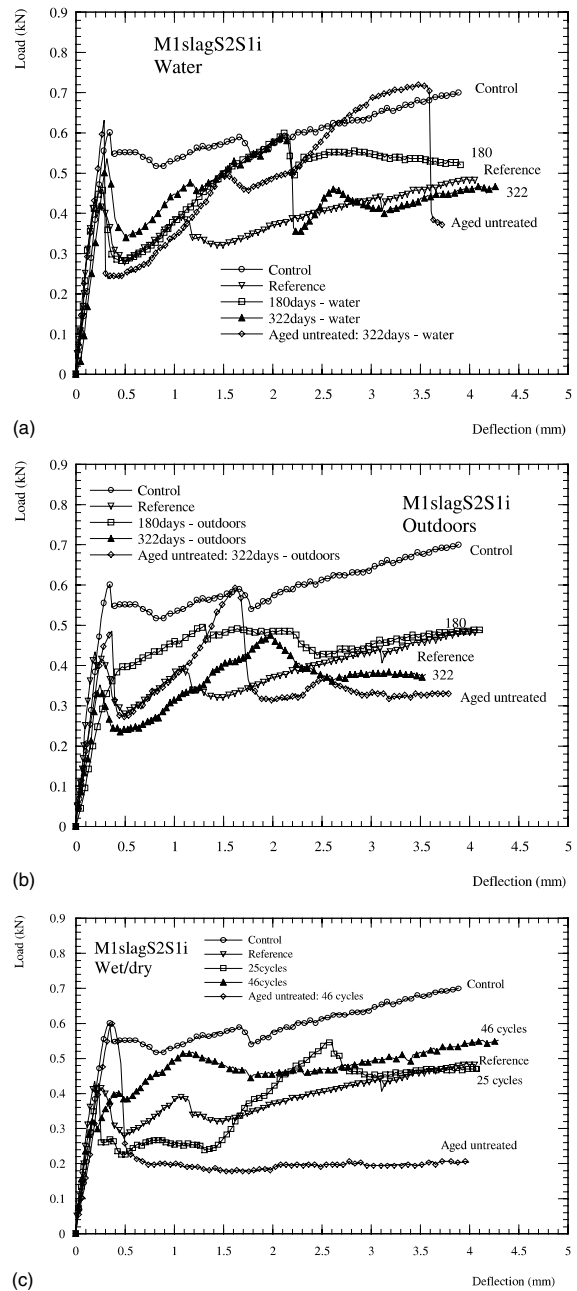 Load (kN)
0.9
0.8
0.7
0.6
0.5
0.4
0.3
0.2
0.1
0
M1slagS2S1i
Water
Control
180
Reference
322
Aged untreated
Control
Reference
180days - water
322days - water
Aged untreated: 322days - water
0 0.5 1 1.5 2 2.5 3 3.5 4 4.5 5
(a)
Deflection (mm)
Load (kN)
0.9
0.8
0.7
0.6
0.5
0.4
0.3
0.2
0.1
0
Control
Reference
180days - outdoors
322days - outdoors
Aged untreated: 322days - outdoors
M1slagS2S1i
Outdoors
Control
180
Reference
322
Aged untreated
0 0.5 1 1.5 2 2.5 3 3.5 4 4.5 5
(b)
Deflection (mm)
Load (kN)
0.9
0.8
0.7
0.6
0.5
0.4
0.3
0.2
0.1
0
M1slagS2S1i
Wet/dry
Control
Reference
25cycles
46cycles
Aged untreated: 46 cycles
Control
46 cycles
Reference
25 cycles
Aged untreated
0 0.5 1 1.5 2 2.5 3 3.5 4 4.5 5
(c)
Deflection (mm)